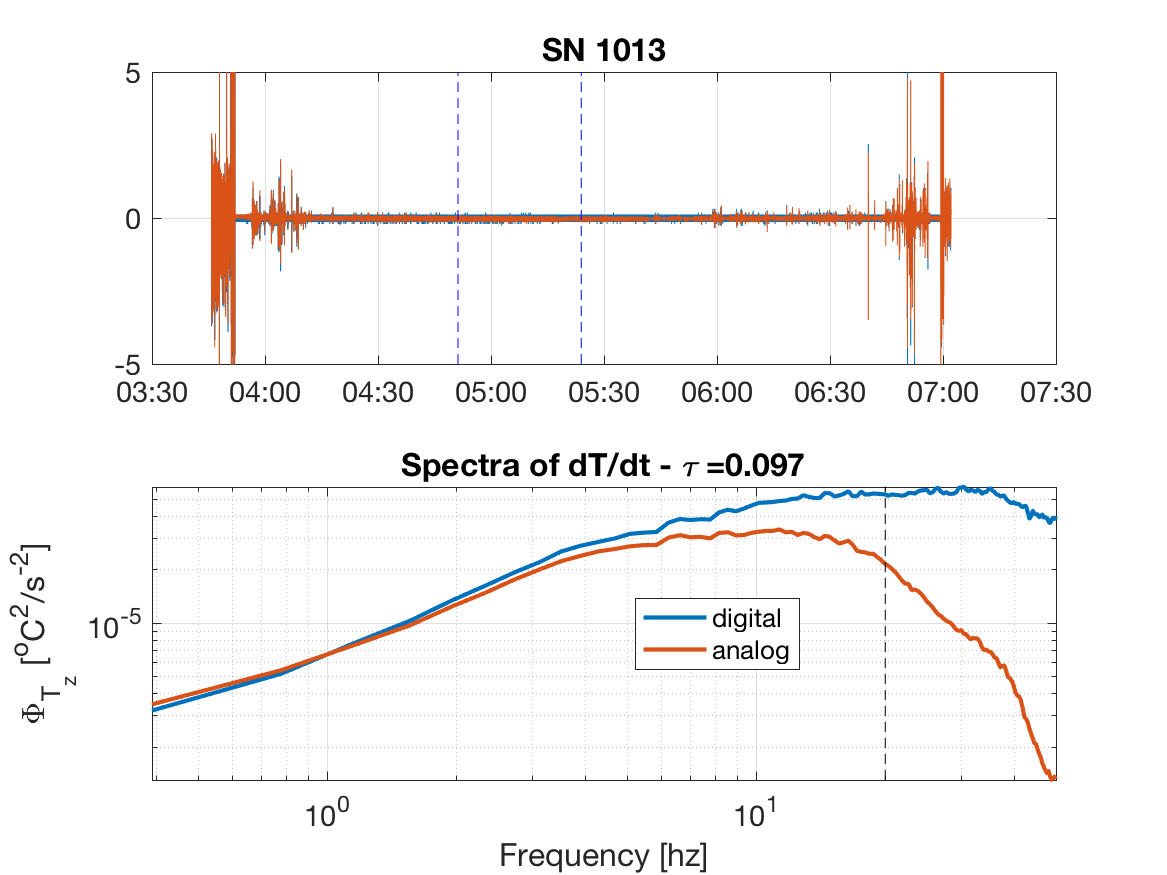 SN 1013
5
0
-5
03:30 04:00 04:30 05:00 05:30 06:00 06:30 07:00 07:30
Spectra of dT/dt - τ =0.097
Φ_{T_z} [°C²/s⁻²]
10⁻⁵
digital
analog
10⁰ 10¹
Frequency [hz]